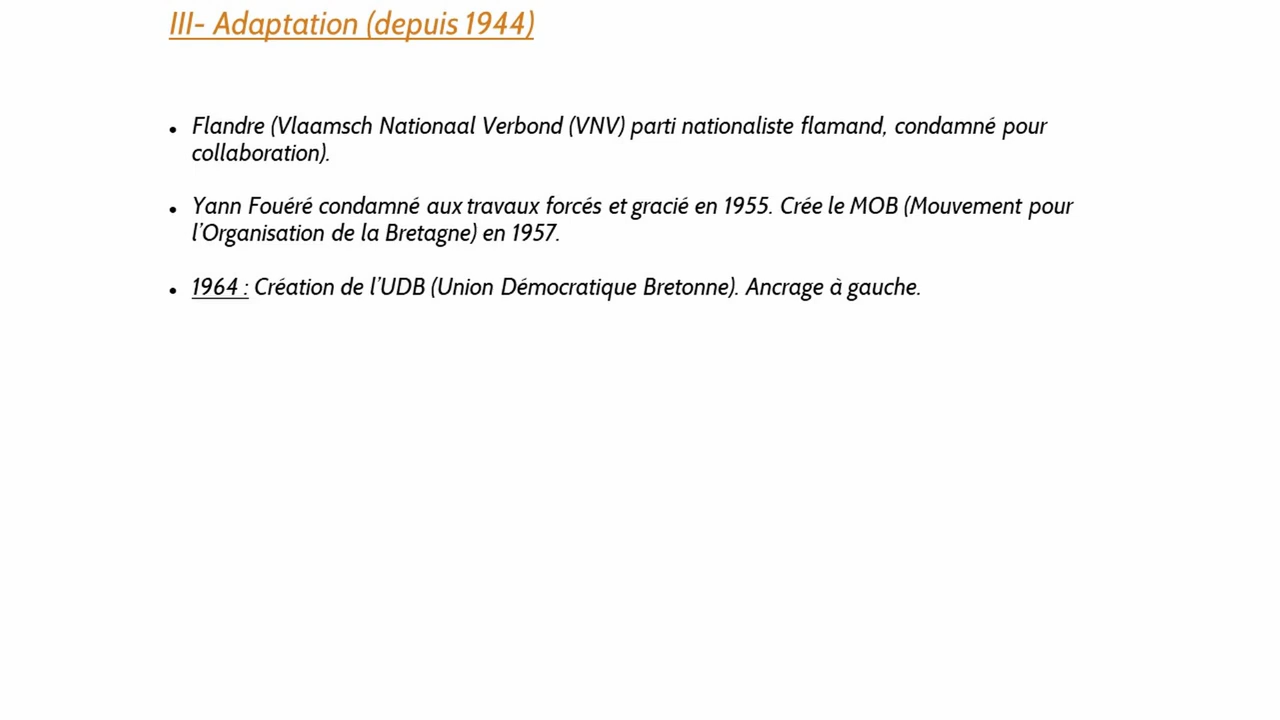 III- Adaptation (depuis 1944)
• Flandre (Vlaamsch Nationaal Verbond (VNV) parti nationaliste flamand, condamné pour
collaboration).
• Yann Fouéré condamné aux travaux forcés et gracié en 1955. Crée le MOB (Mouvement pour
l’Organisation de la Bretagne) en 1957.
• 1964 : Création de l’UDB (Union Démocratique Bretonne). Ancrage à gauche.